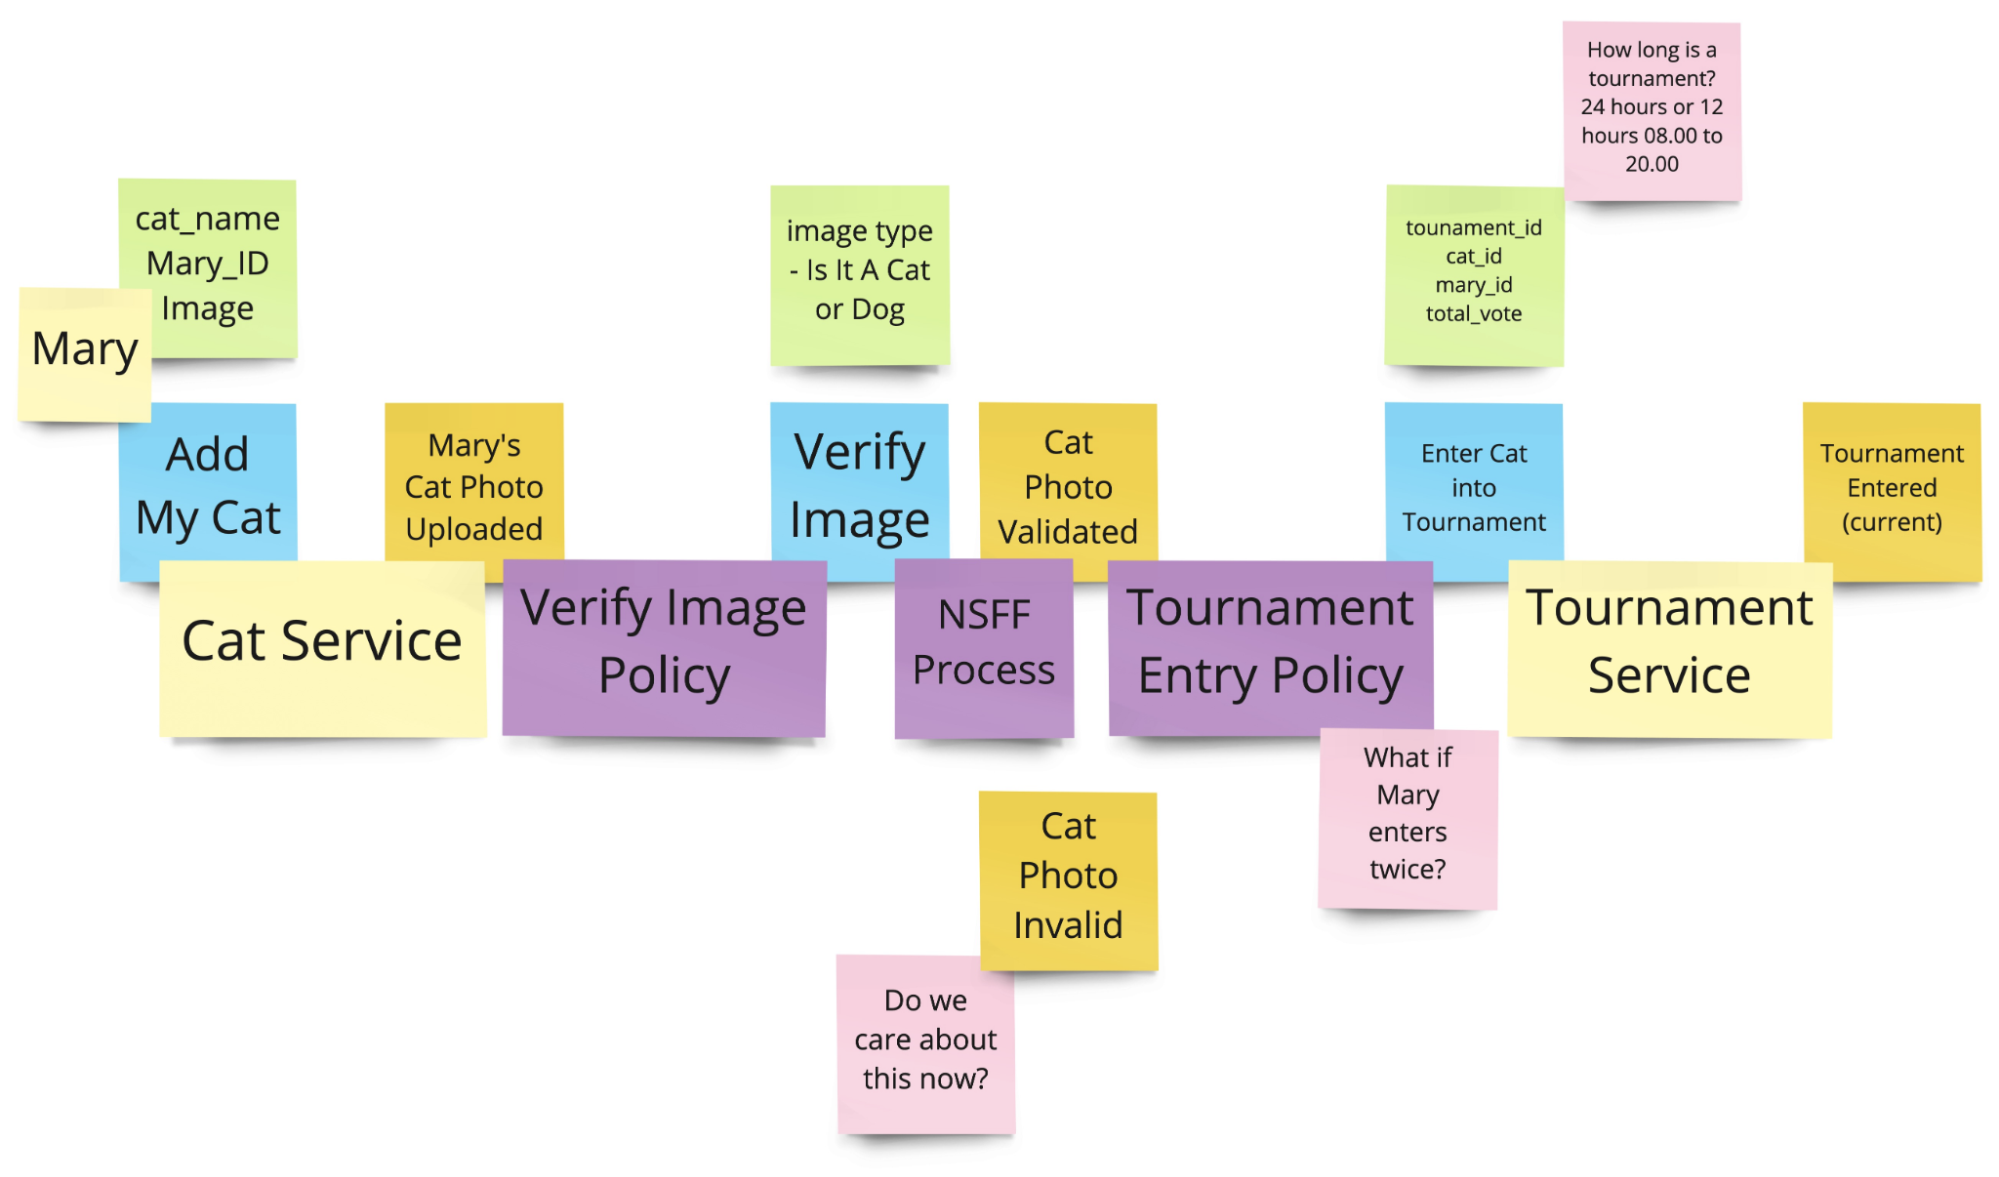 How long is a
tournament?
24 hours or 12
hours 08.00 to
20.00
cat_name
Mary_ID
Image
image type
- Is It A Cat
or Dog
tounament_id
cat_id
mary_id
total_vote
Mary
Add
My Cat
Mary's
Cat Photo
Uploaded
Verify
Image
Cat
Photo
Validated
Enter Cat
into
Tournament
Tournament
Entered
(current)
Cat Service
Verify Image
Policy
NSFF
Process
Tournament
Entry Policy
Tournament
Service
What if
Mary
enters
twice?
Cat
Photo
Invalid
Do we
care about
this now?